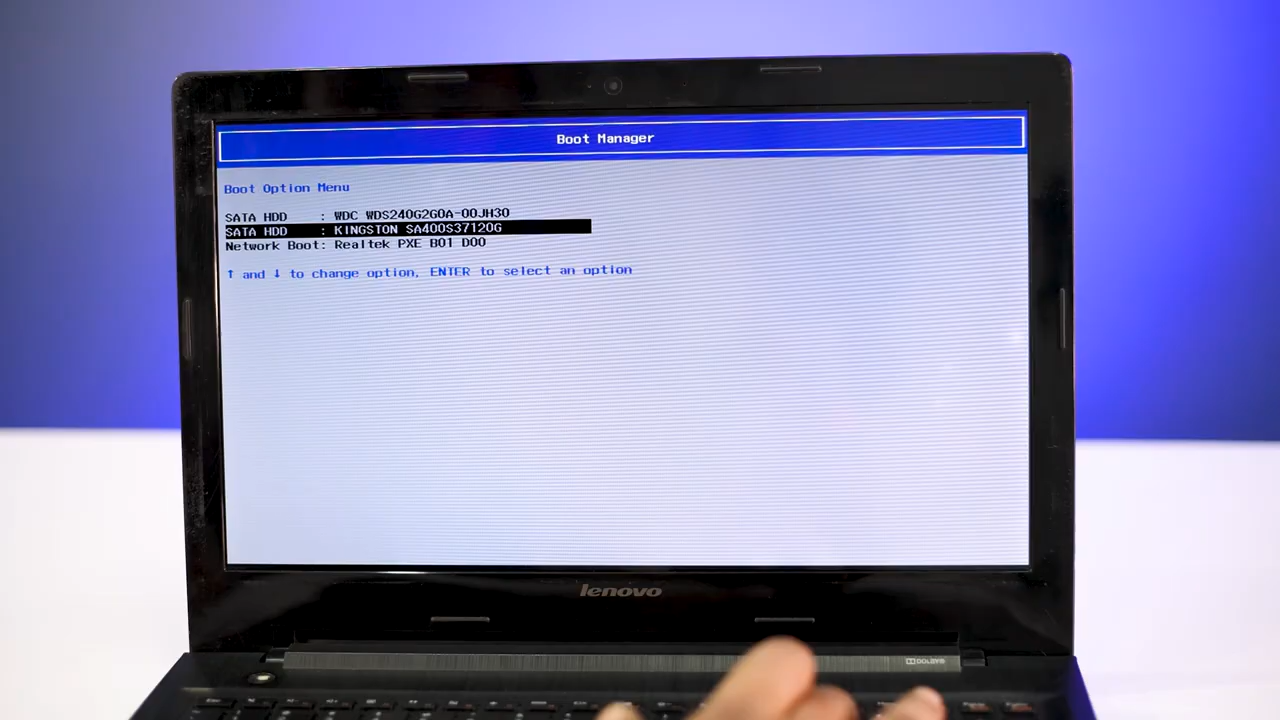 Boot Manager
Boot Option Menu
SATA HDD : WDC WDS240G2G0A-00JH30
SATA HDD : KINGSTON SA400S37120G
Network Boot: Realtek PXE B01 D00
↑ and ↓ to change option, ENTER to select an option
lenovo
DOLBY